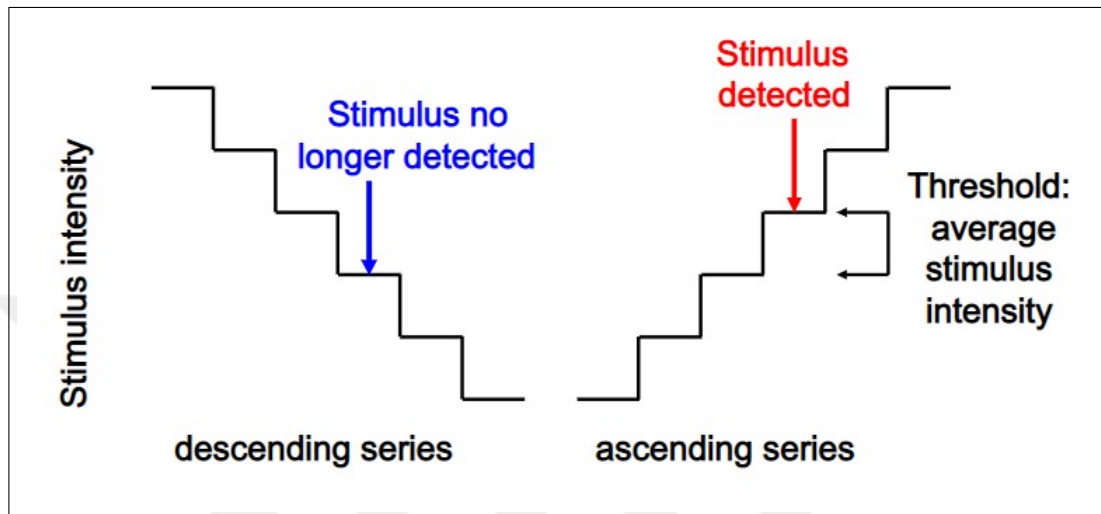 Stimulus intensity
Stimulus no
longer detected
Stimulus
detected
Threshold:
average
stimulus
intensity
descending series
ascending series